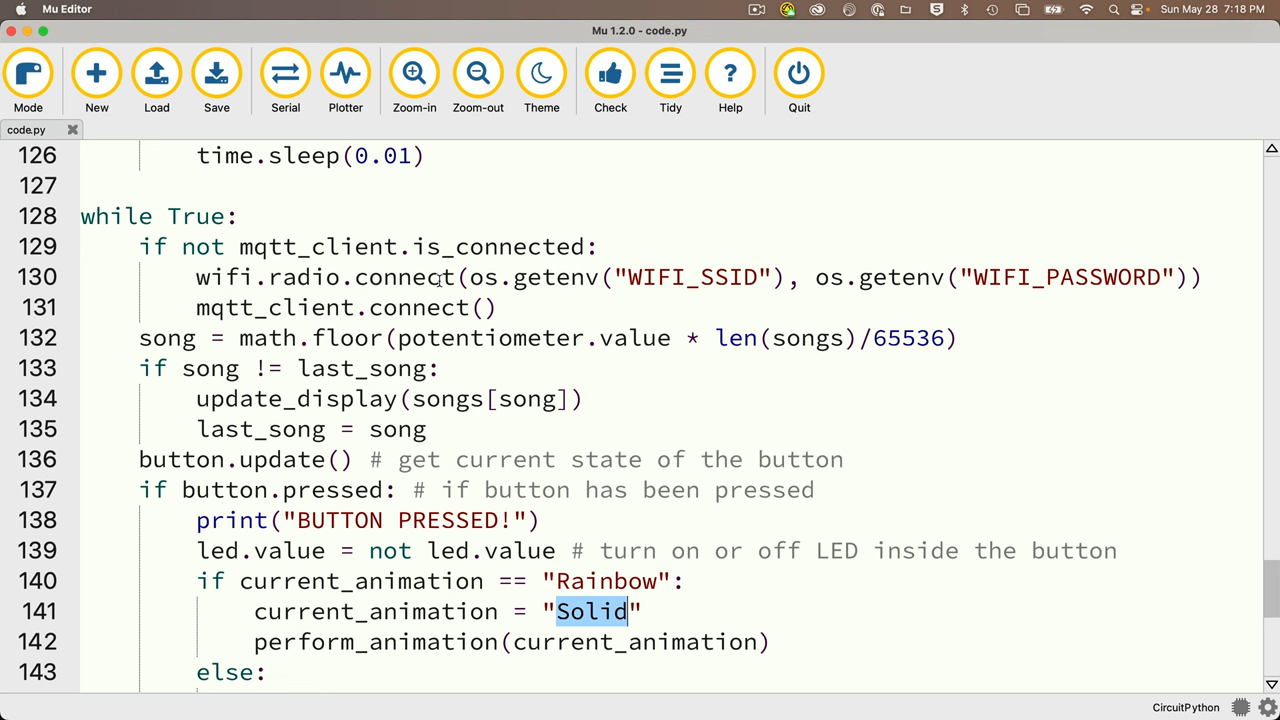 Mu Editor
Sun May 28 7:18 PM
Mu 1.2.0 - code.py
Mode New Load Save Serial Plotter Zoom-in Zoom-out Theme Check Tidy Help Quit
code.py
126 time.sleep(0.01)
127
128 while True:
129 if not mqtt_client.is_connected:
130 wifi.radio.connect(os.getenv("WIFI_SSID"), os.getenv("WIFI_PASSWORD"))
131 mqtt_client.connect()
132 song = math.floor(potentiometer.value * len(songs)/65536)
133 if song != last_song:
134 update_display(songs[song])
135 last_song = song
136 button.update() # get current state of the button
137 if button.pressed: # if button has been pressed
138 print("BUTTON PRESSED!")
139 led.value = not led.value # turn on or off LED inside the button
140 if current_animation == "Rainbow":
141 current_animation = "Solid"
142 perform_animation(current_animation)
143 else:
CircuitPython